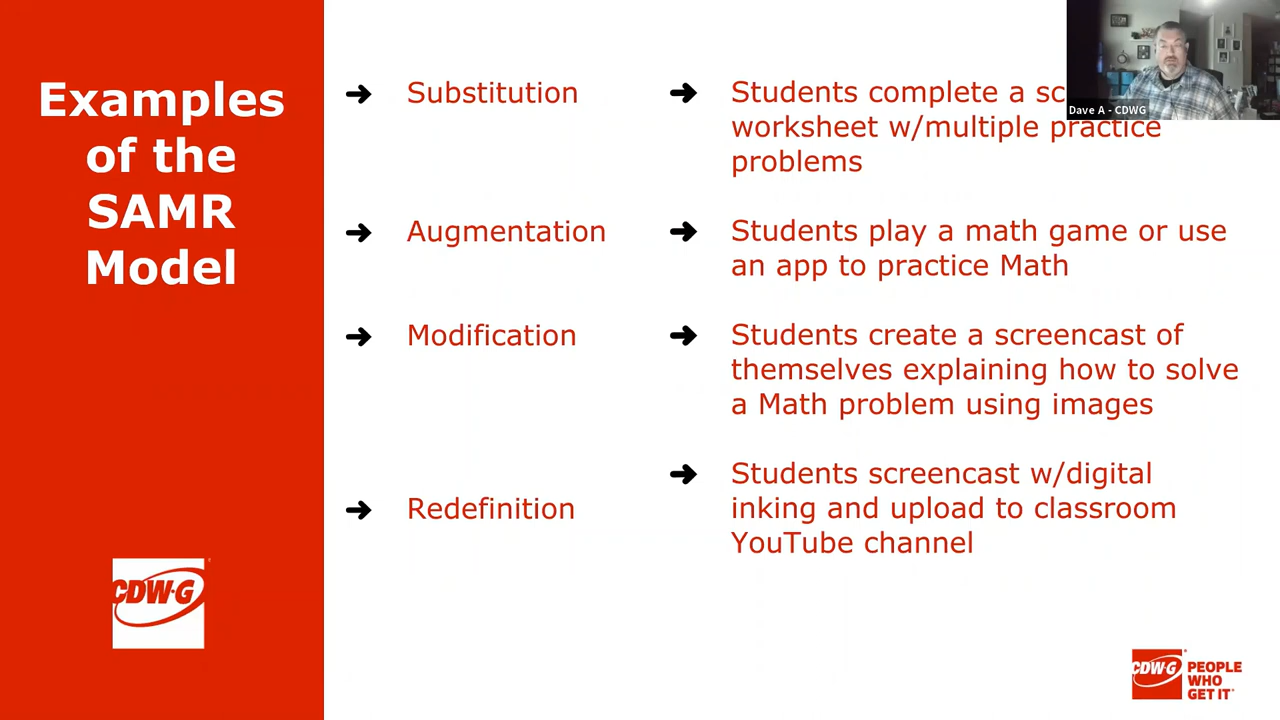 Examples
of the
SAMR
Model
Substitution
Students complete a
worksheet w/multiple practice
problems
Augmentation
Students play a math game or use
an app to practice Math
Modification
Students create a screencast of
themselves explaining how to solve
a Math problem using images
Redefinition
Students screencast w/digital
inking and upload to classroom
YouTube channel
Dave A - CDWG
CDW·G
CDW·G
PEOPLE
WHO
GET IT